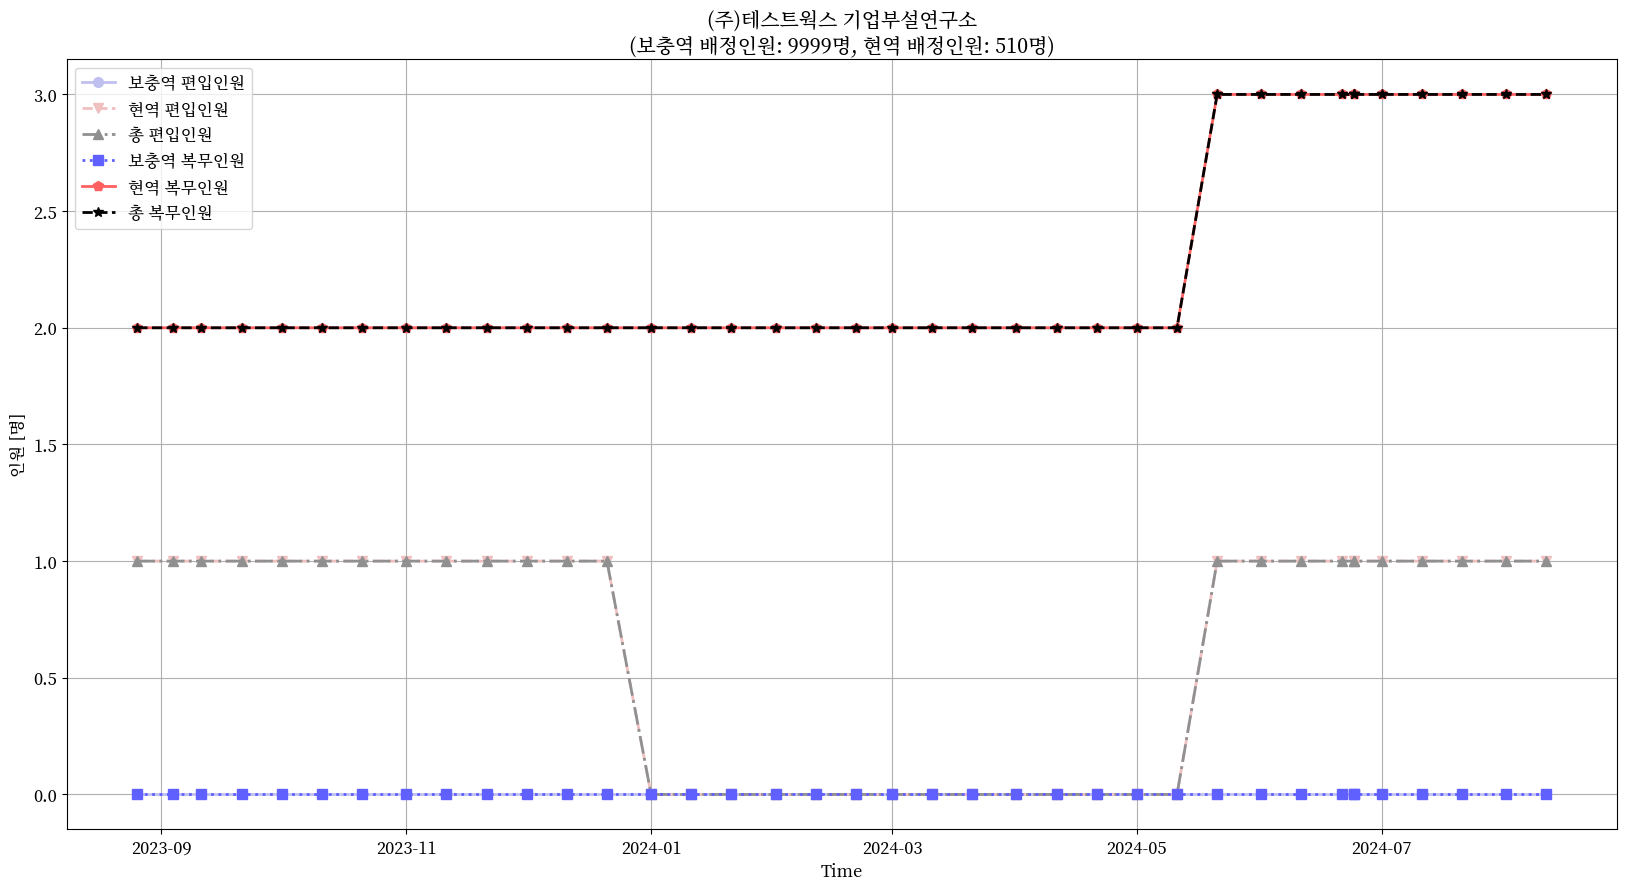 (주)테스트웍스 기업부설연구소
(보충역 배정인원: 9999명, 현역 배정인원: 510명)
보충역 편입인원
현역 편입인원
총 편입인원
보충역 복무인원
현역 복무인원
총 복무인원
3.0
2.5
2.0
1.5
1.0
0.5
0.0
인원 [명]
2023-09
2023-11
2024-01
2024-03
2024-05
2024-07
Time